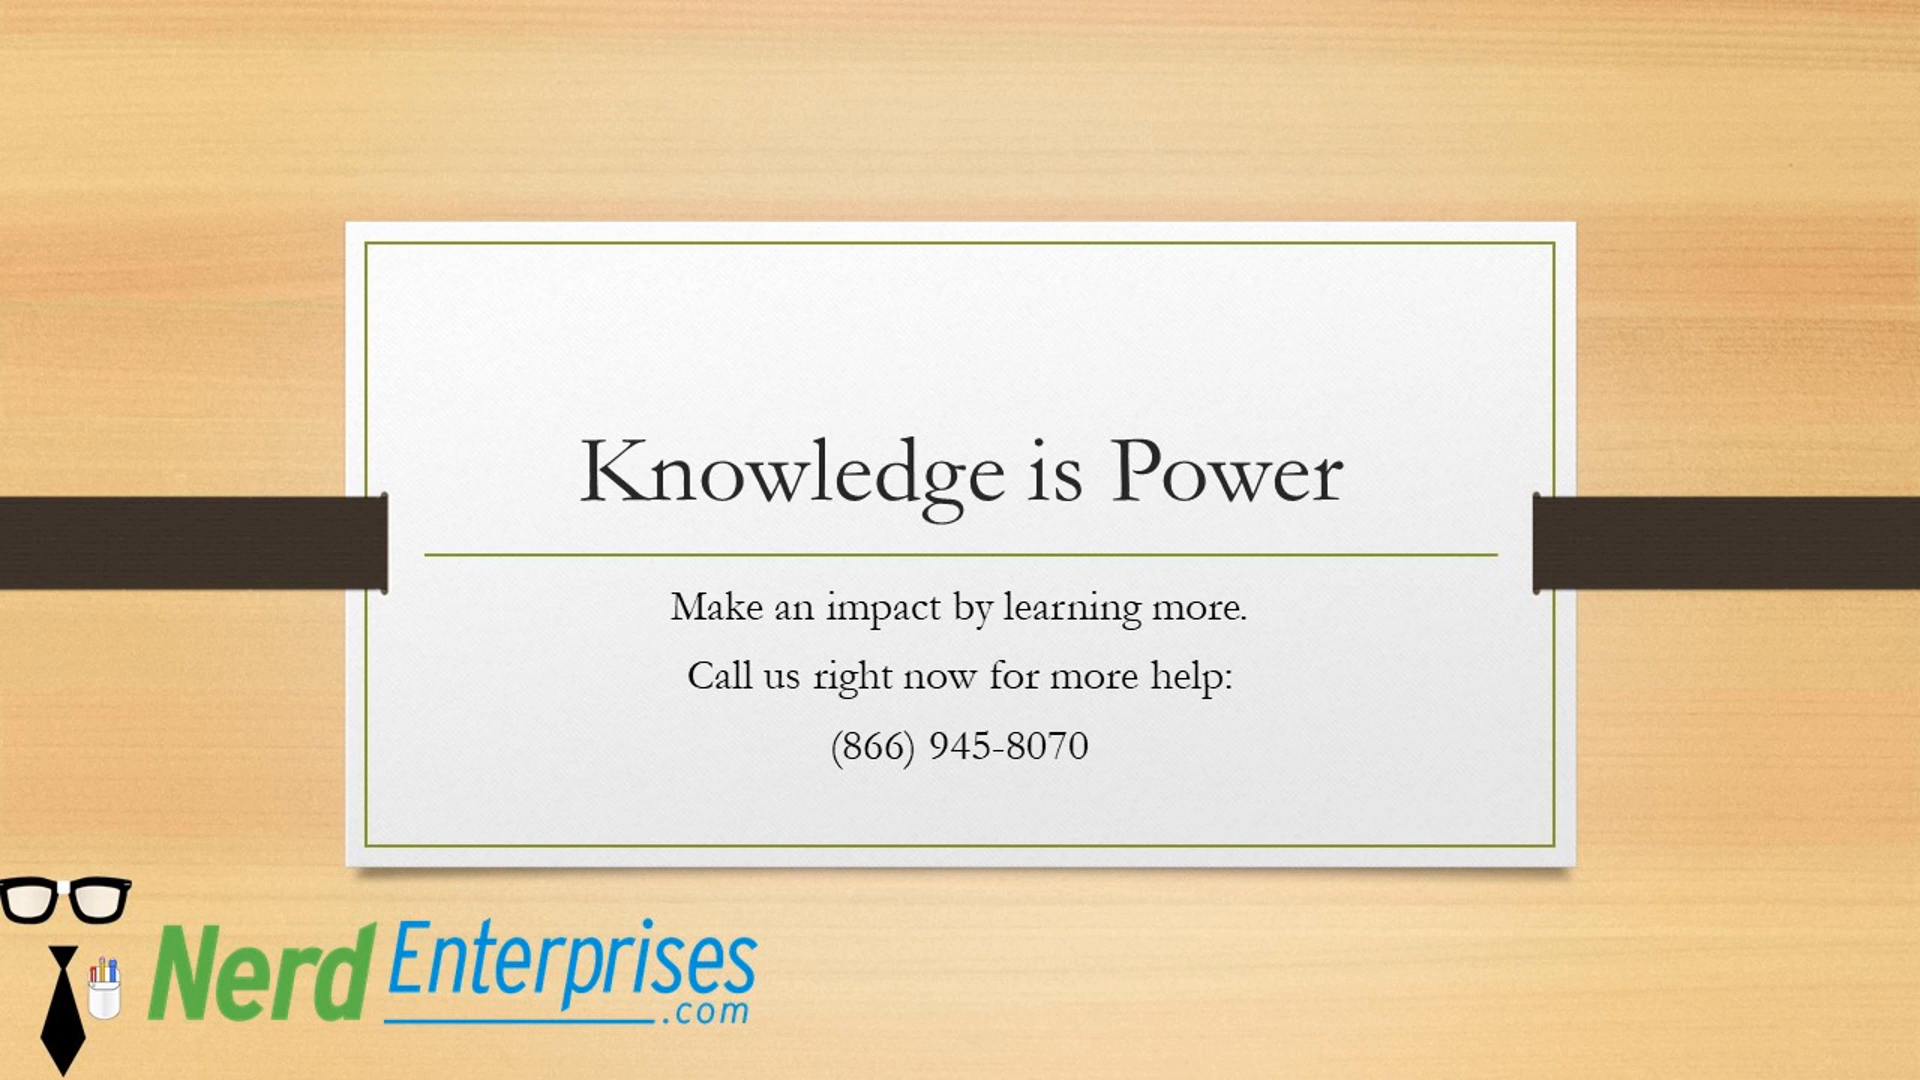 Knowledge is Power
Make an impact by learning more.
Call us right now for more help:
(866) 945-8070
Nerd Enterprises
.com